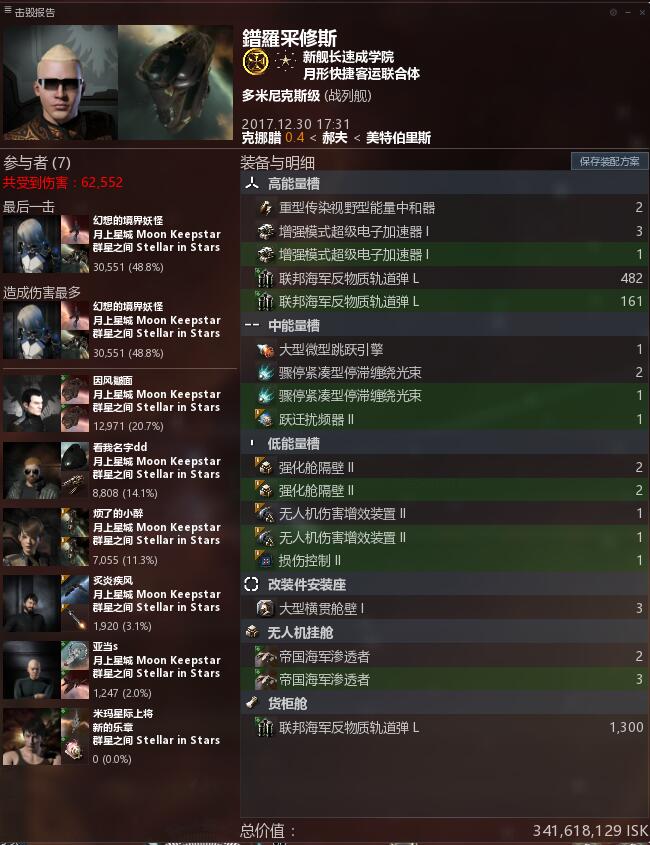 击毁报告
鐠羅采修斯
新舰长速成学院
月形快捷客运联合体
多米尼克斯级 (战列舰)
2017.12.30 17:31
克挪腊 0.4 < 郝夫 < 美特伯里斯
参与者 (7)
共受到伤害：62,552
最后一击
幻想的境界妖怪
月上星城 Moon Keepstar
群星之间 Stellar in Stars
30,551 (48.8%)
造成伤害最多
幻想的境界妖怪
月上星城 Moon Keepstar
群星之间 Stellar in Stars
30,551 (48.8%)
因风皺面
月上星城 Moon Keepstar
群星之间 Stellar in Stars
12,971 (20.7%)
看我名字dd
月上星城 Moon Keepstar
群星之间 Stellar in Stars
8,808 (14.1%)
烦了的小醉
月上星城 Moon Keepstar
群星之间 Stellar in Stars
7,055 (11.3%)
炙炎疾风
月上星城 Moon Keepstar
群星之间 Stellar in Stars
1,920 (3.1%)
亚当s
月上星城 Moon Keepstar
群星之间 Stellar in Stars
1,247 (2.0%)
米玛星际上将
新的乐章
群星之间 Stellar in Stars
0 (0.0%)
装备与明细
保存装配方案
高能量槽
重型传染视野型能量中和器 2
增强模式超级电子加速器 I 3
增强模式超级电子加速器 I 1
联邦海军反物质轨道弹 L 482
联邦海军反物质轨道弹 L 161
中能量槽
大型微型跳跃引擎 1
骤停紧凑型停滞缠绕光束 2
骤停紧凑型停滞缠绕光束 1
跃迁扰频器 II 1
低能量槽
强化舱隔壁 II 2
强化舱隔壁 II 2
无人机伤害增效装置 II 1
无人机伤害增效装置 II 1
损伤控制 II 1
改装件安装座
大型横贯舱壁 I 3
无人机挂舱
帝国海军渗透者 2
帝国海军渗透者 3
货柜舱
联邦海军反物质轨道弹 L 1,300
总价值： 341,618,129 ISK